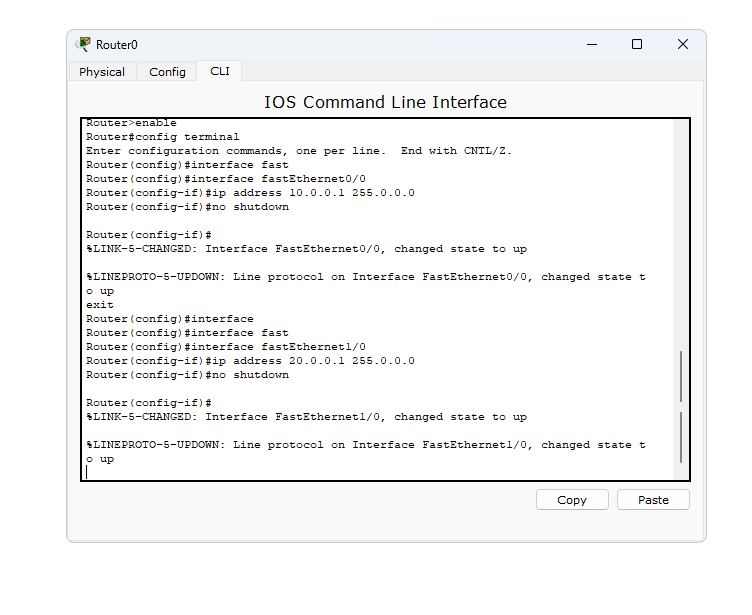 Router0
Physical Config CLI
IOS Command Line Interface
Router>enable
Router#config terminal
Enter configuration commands, one per line.  End with CNTL/Z.
Router(config)#interface fast
Router(config)#interface fastEthernet0/0
Router(config-if)#ip address 10.0.0.1 255.0.0.0
Router(config-if)#no shutdown
Router(config-if)#
%LINK-5-CHANGED: Interface FastEthernet0/0, changed state to up
%LINEPROTO-5-UPDOWN: Line protocol on Interface FastEthernet0/0, changed state t
o up
exit
Router(config)#interface
Router(config)#interface fast
Router(config)#interface fastEthernet1/0
Router(config-if)#ip address 20.0.0.1 255.0.0.0
Router(config-if)#no shutdown
Router(config-if)#
%LINK-5-CHANGED: Interface FastEthernet1/0, changed state to up
%LINEPROTO-5-UPDOWN: Line protocol on Interface FastEthernet1/0, changed state t
o up
Copy Paste